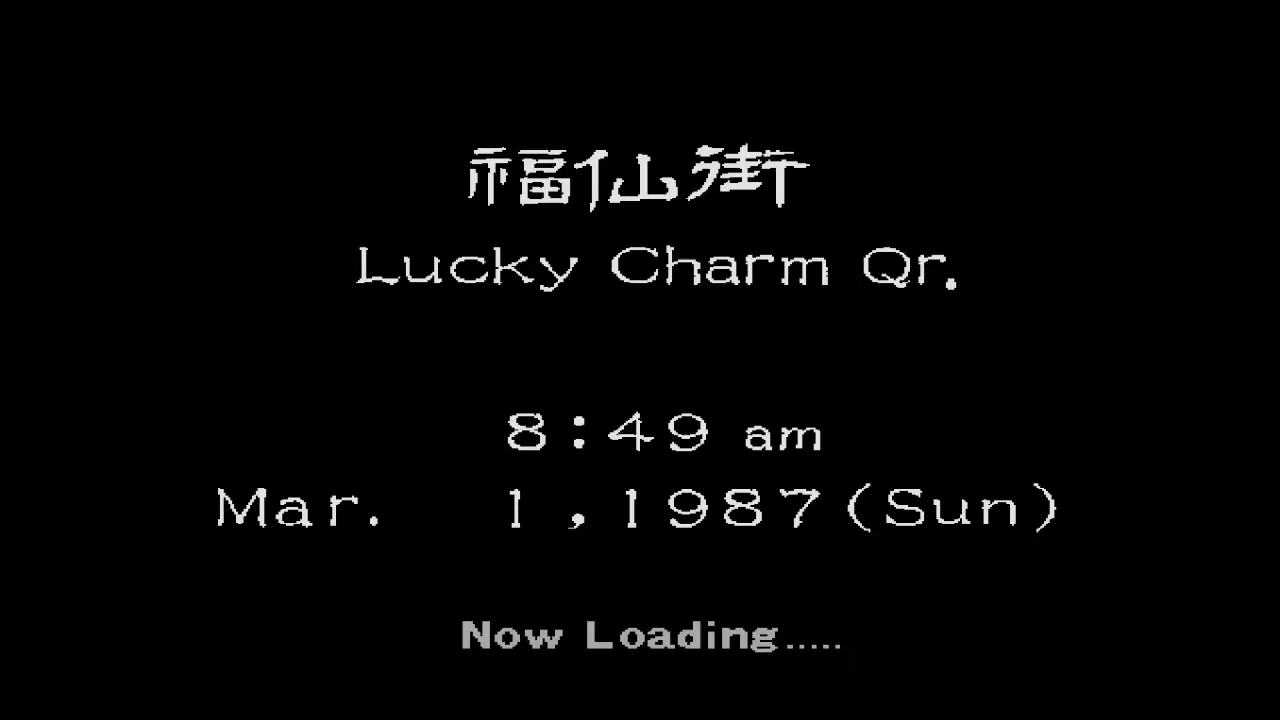 福仙街
Lucky Charm Qr.
8:49 am
Mar. 1,1987(Sun)
Now Loading.....